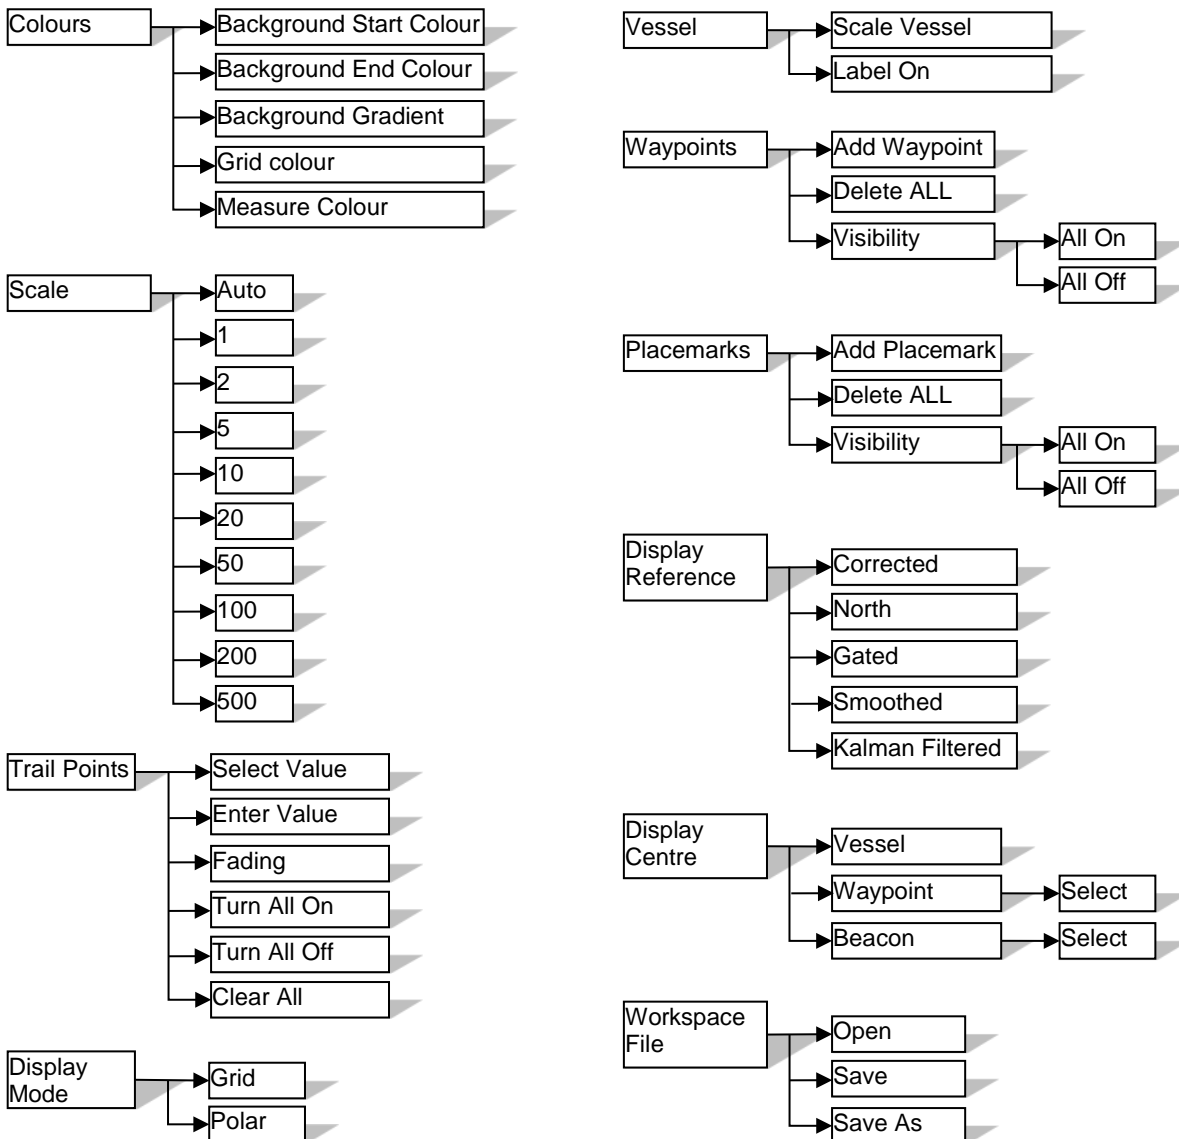 Colours
Background Start Colour
Background End Colour
Background Gradient
Grid colour
Measure Colour
Scale
Auto
1
2
5
10
20
50
100
200
500
Trail Points
Select Value
Enter Value
Fading
Turn All On
Turn All Off
Clear All
Display
Mode
Grid
Polar
Vessel
Scale Vessel
Label On
Waypoints
Add Waypoint
Delete ALL
Visibility
All On
All Off
Placemarks
Add Placemark
Delete ALL
Visibility
All On
All Off
Display
Reference
Corrected
North
Gated
Smoothed
Kalman Filtered
Display
Centre
Vessel
Waypoint
Select
Beacon
Select
Workspace
File
Open
Save
Save As